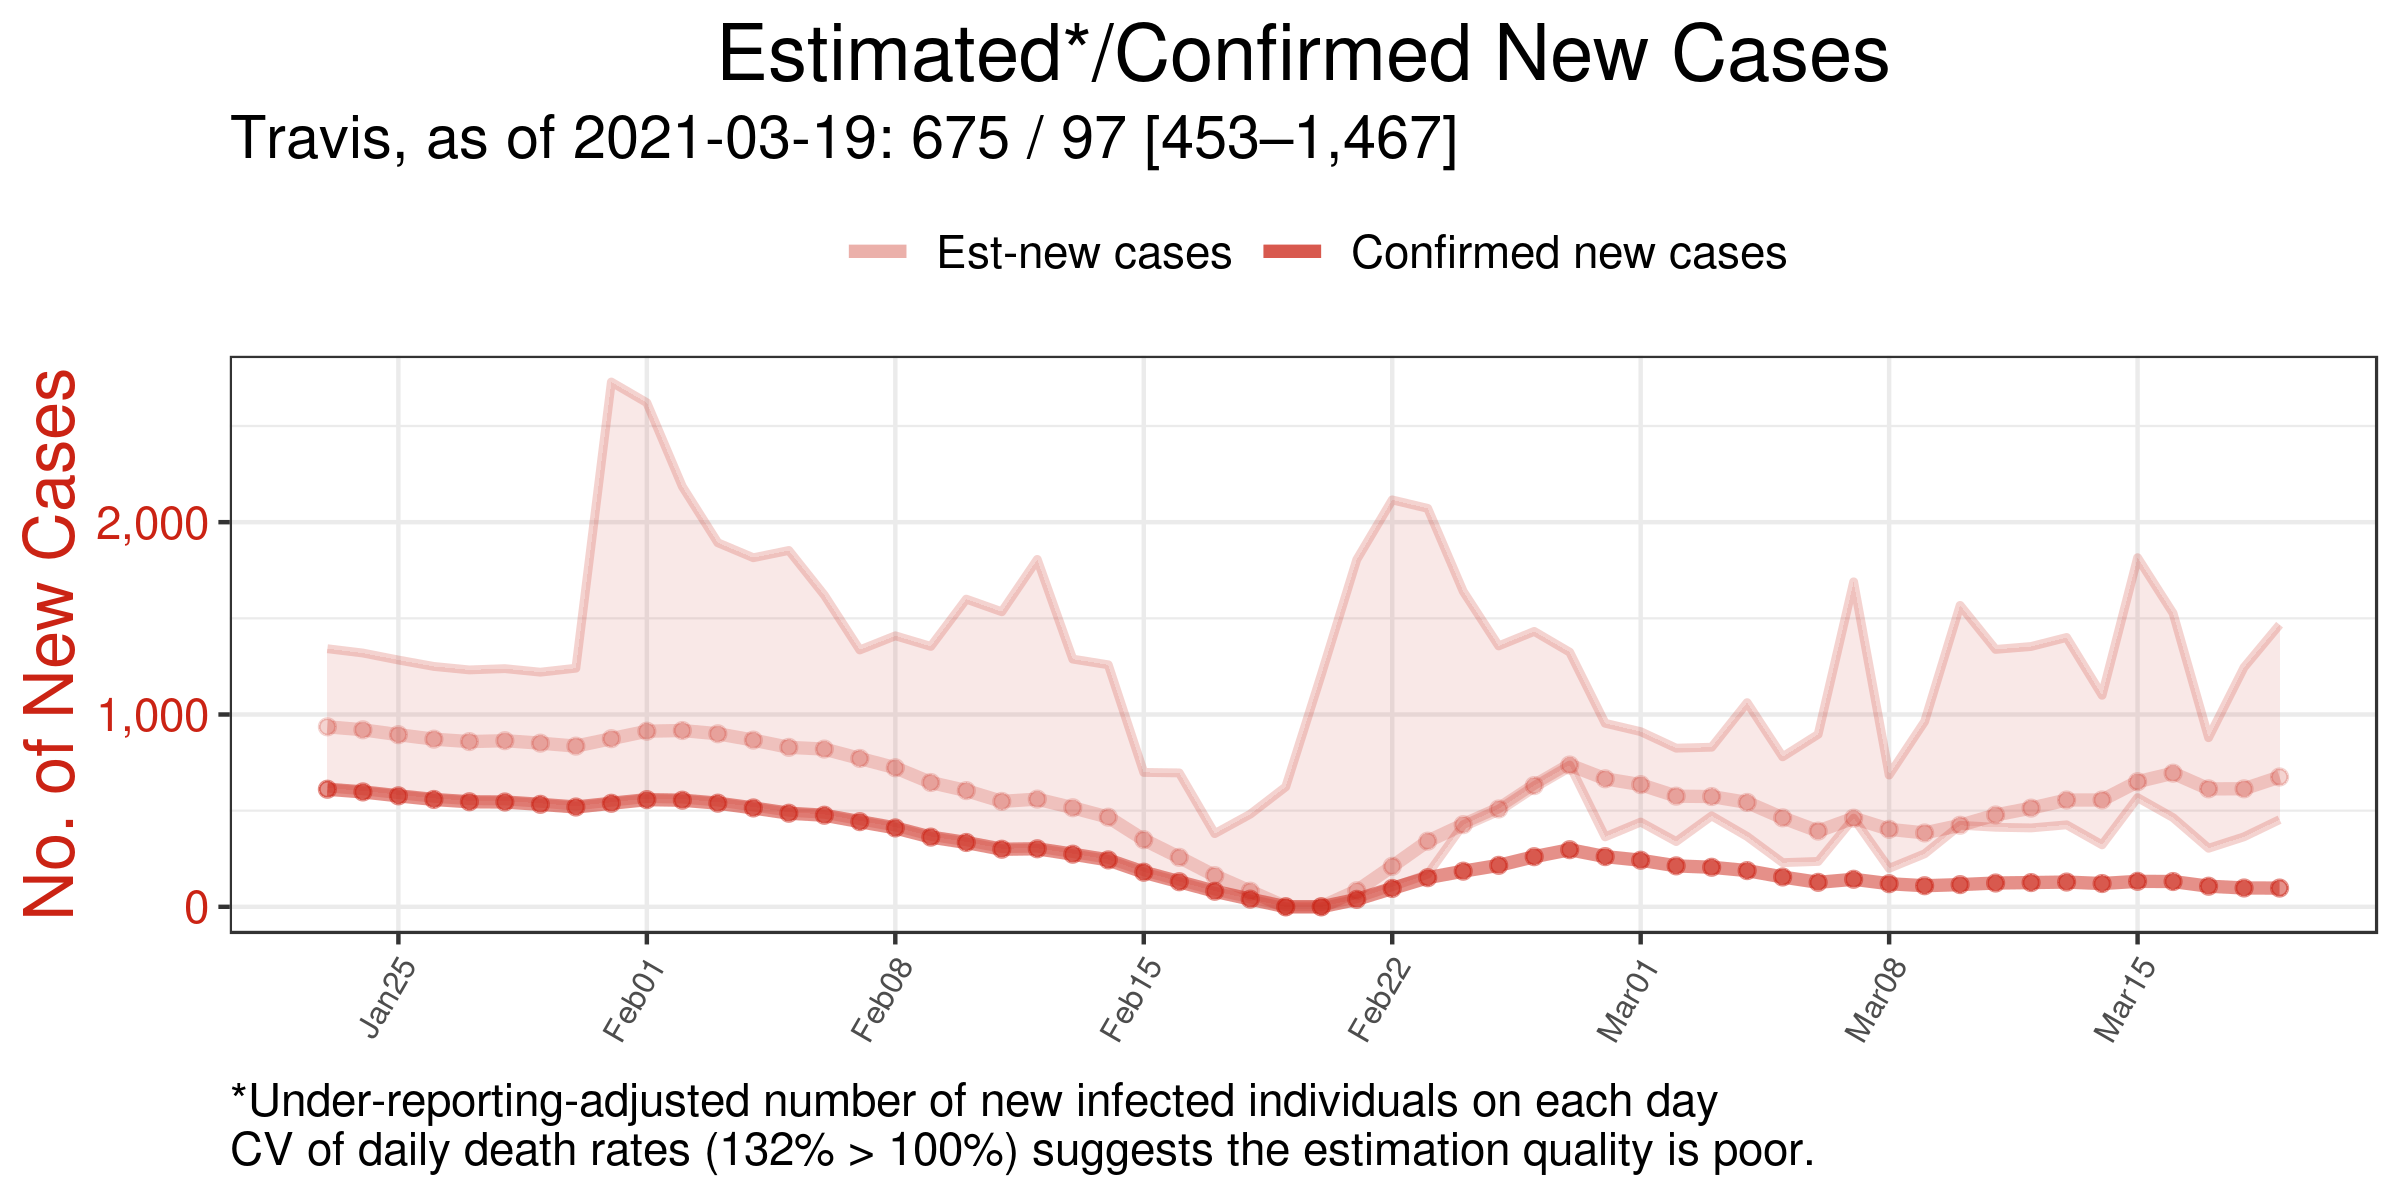 Estimated*/Confirmed New Cases
Travis, as of 2021-03-19: 675 / 97 [453–1,467]
Est-new cases Confirmed new cases
No. of New Cases
2,000
1,000
0
Jan25 Feb01 Feb08 Feb15 Feb22 Mar01 Mar08 Mar15
*Under-reporting-adjusted number of new infected individuals on each day
CV of daily death rates (132% > 100%) suggests the estimation quality is poor.